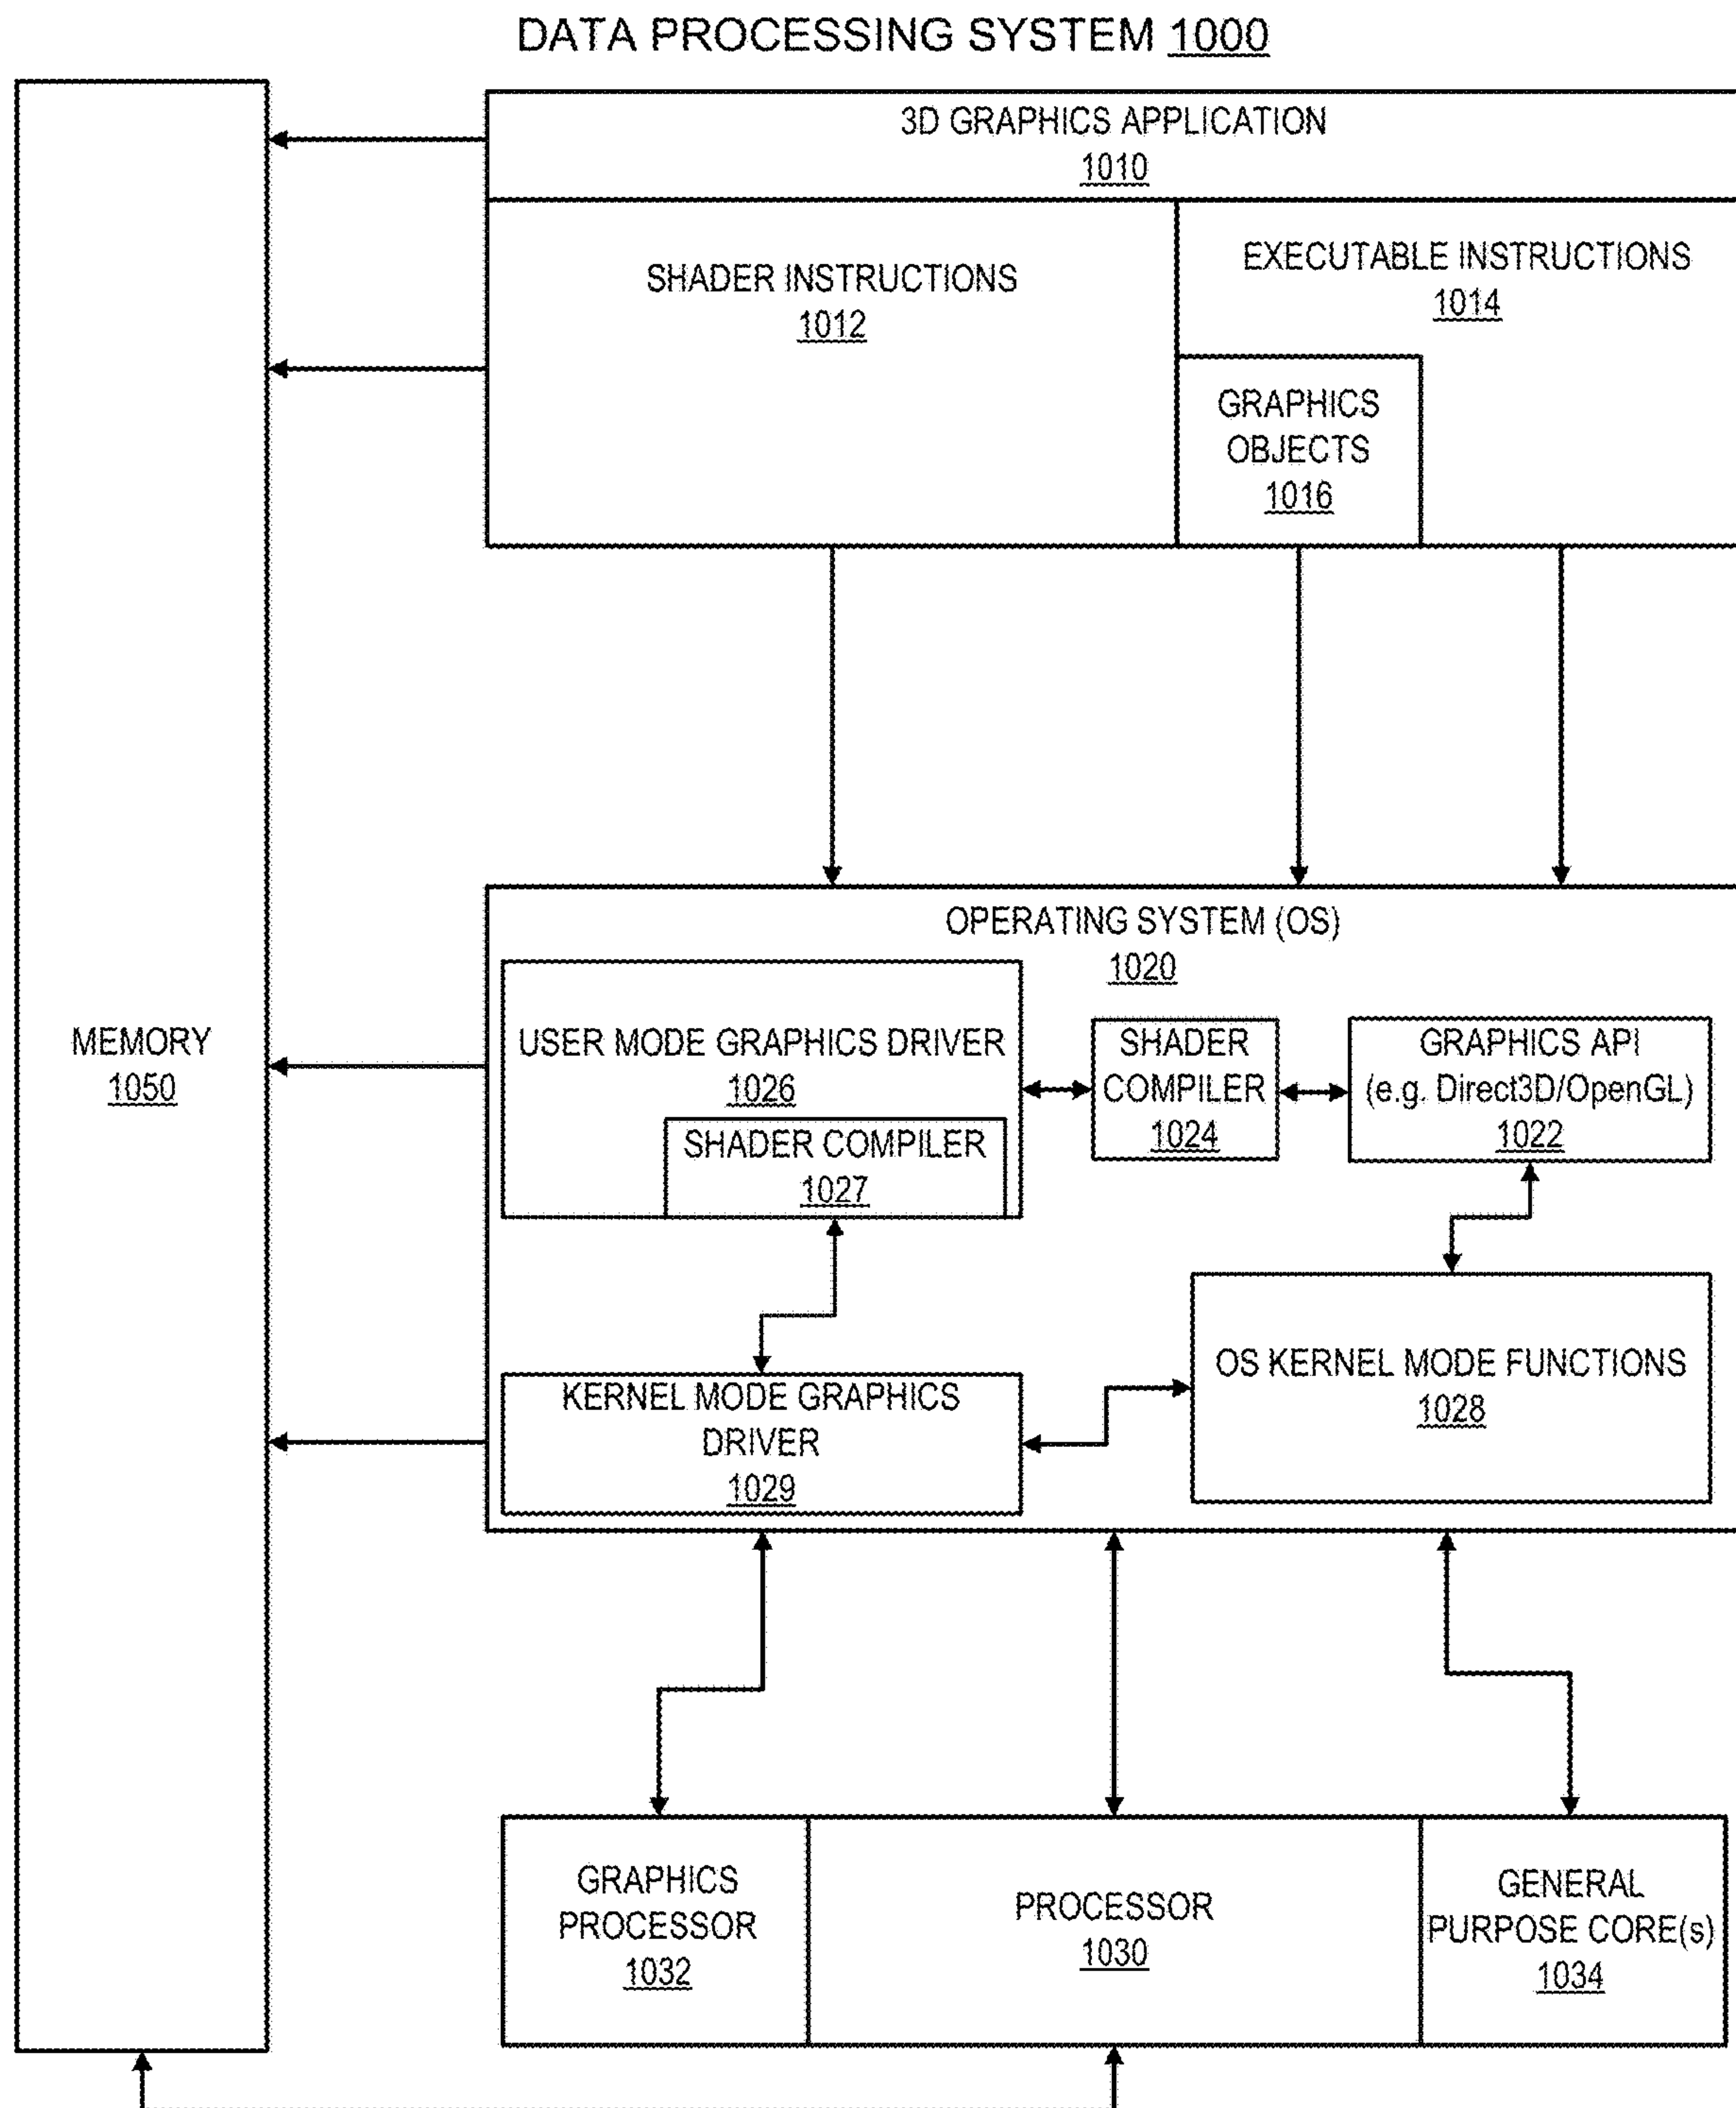 DATA PROCESSING SYSTEM 1000
3D GRAPHICS APPLICATION
1010
SHADER INSTRUCTIONS
1012
EXECUTABLE INSTRUCTIONS
1014
GRAPHICS
OBJECTS
1016
MEMORY
1050
OPERATING SYSTEM (OS)
1020
USER MODE GRAPHICS DRIVER
1026
SHADER COMPILER
1027
SHADER
COMPILER
1024
GRAPHICS API
(e.g. Direct3D/OpenGL)
1022
KERNEL MODE GRAPHICS
DRIVER
1029
OS KERNEL MODE FUNCTIONS
1028
GRAPHICS
PROCESSOR
1032
PROCESSOR
1030
GENERAL
PURPOSE CORE(s)
1034